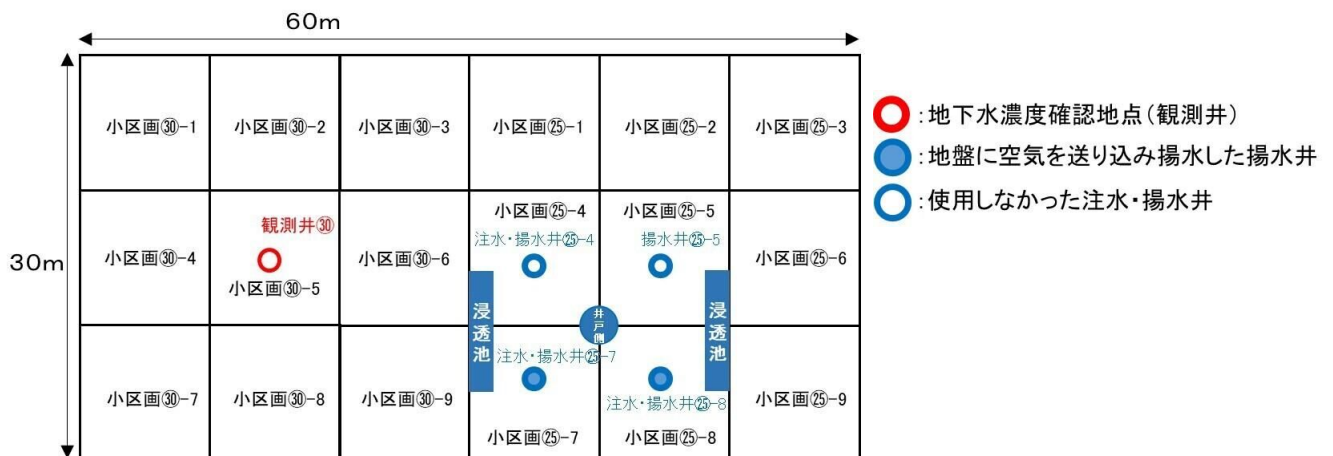 60m
30m
小区画㉚-1
小区画㉚-2
小区画㉚-3
小区画㉕-1
小区画㉕-2
小区画㉕-3
小区画㉚-4
観測井㉚
小区画㉚-5
小区画㉚-6
小区画㉕-4
注水・揚水井㉕-4
小区画㉕-5
揚水井㉕-5
小区画㉕-6
浸透池
井戸側
浸透池
小区画㉚-7
小区画㉚-8
小区画㉚-9
注水・揚水井㉕-7
小区画㉕-7
注水・揚水井㉕-8
小区画㉕-8
小区画㉕-9
：地下水濃度確認地点（観測井）
：地盤に空気を送り込み揚水した揚水井
：使用しなかった注水・揚水井